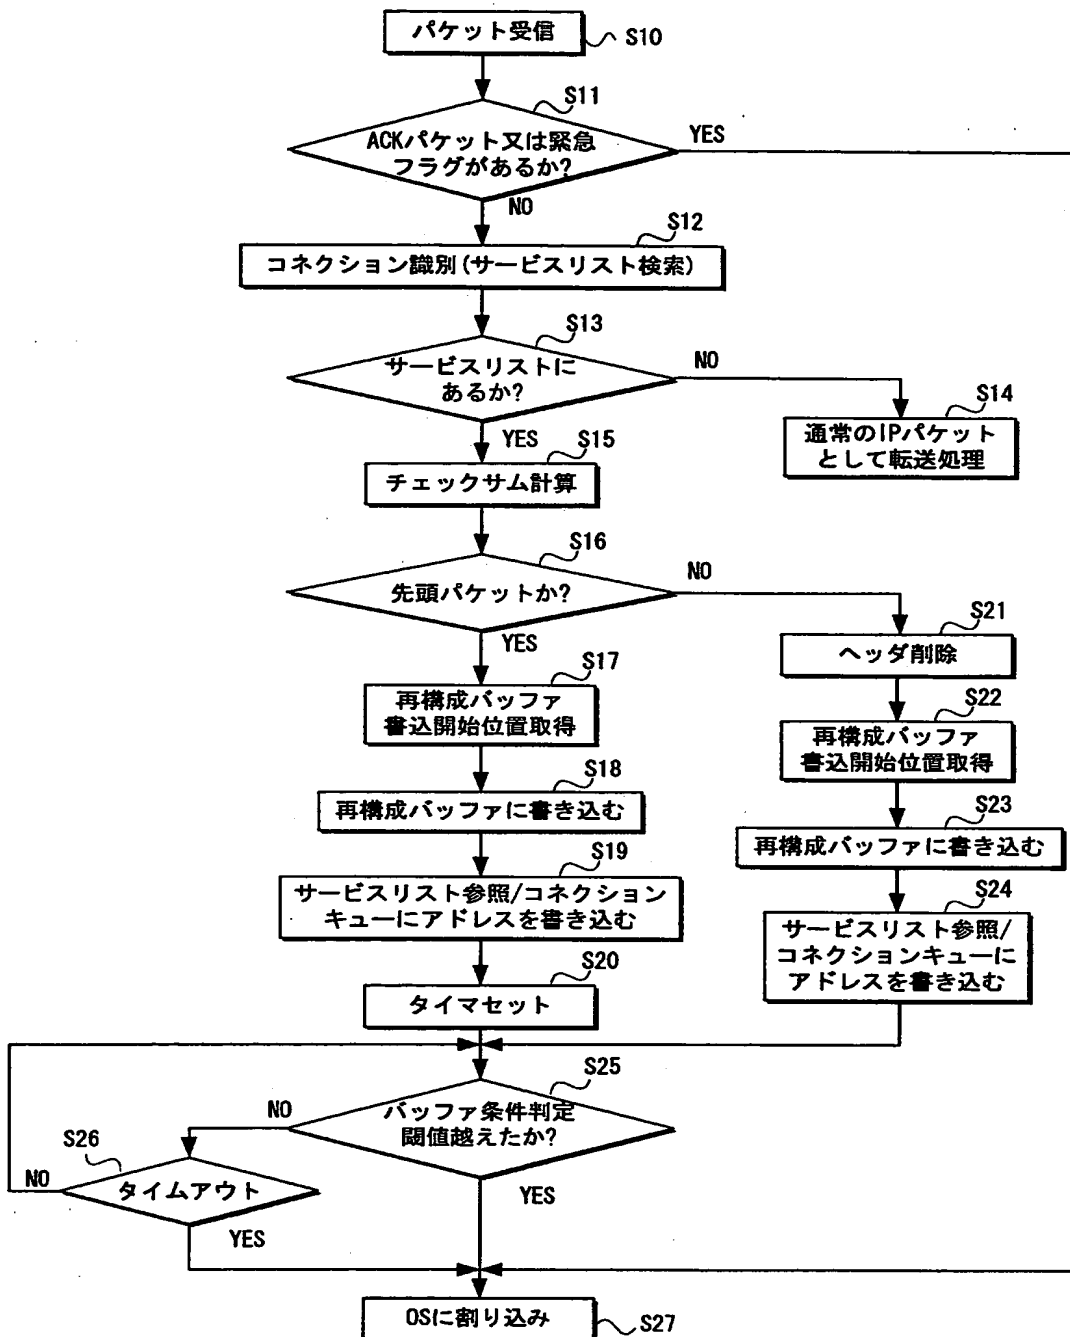 パケット受信
S10
S11
ACKパケット又は緊急
フラグがあるか?
YES
NO
S12
コネクション識別(サービスリスト検索)
S13
サービスリストに
あるか?
NO
YES
S14
通常のIPパケット
として転送処理
S15
チェックサム計算
S16
先頭パケットか?
NO
YES
S21
ヘッダ削除
S17
再構成バッファ
書込開始位置取得
S22
再構成バッファ
書込開始位置取得
S18
再構成バッファに書き込む
S23
再構成バッファに書き込む
S19
サービスリスト参照/コネクション
キューにアドレスを書き込む
S24
サービスリスト参照/
コネクションキューに
アドレスを書き込む
S20
タイマセット
S25
バッファ条件判定
閾値越えたか?
NO
YES
S26
タイムアウト
NO
YES
OSに割り込み
S27